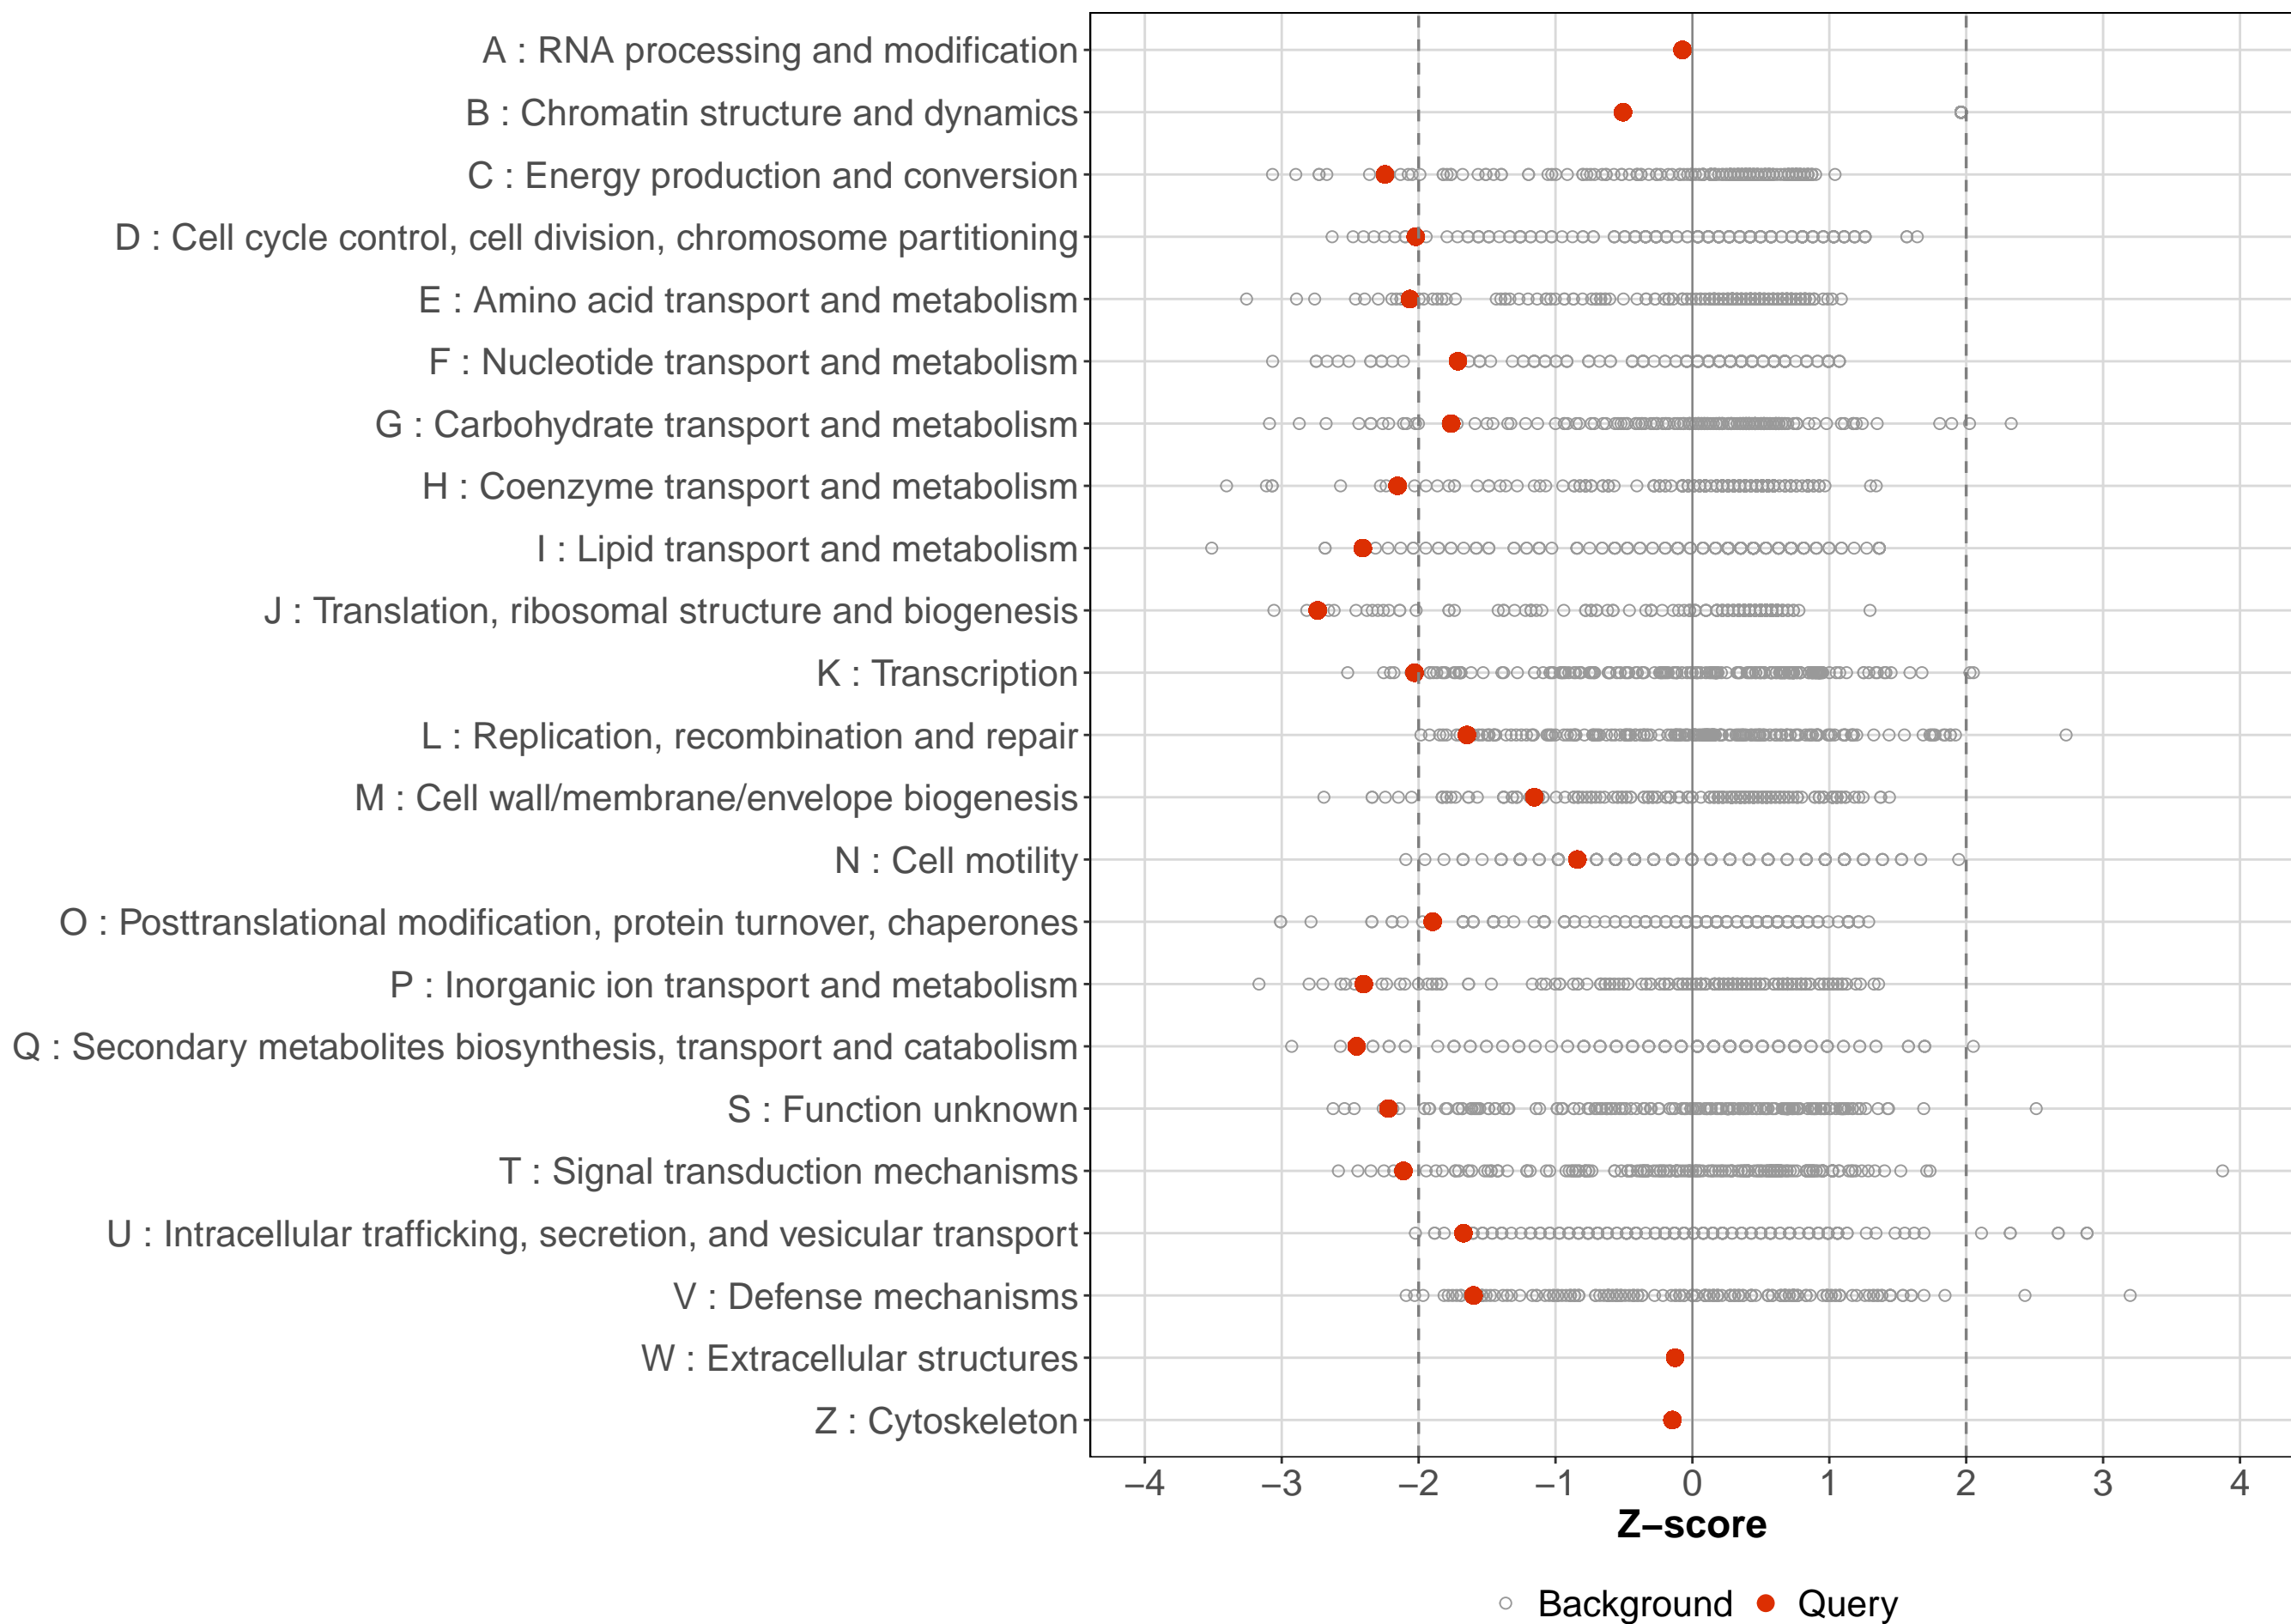 A : RNA processing and modification
B : Chromatin structure and dynamics
C : Energy production and conversion
D : Cell cycle control, cell division, chromosome partitioning
E : Amino acid transport and metabolism
F : Nucleotide transport and metabolism
G : Carbohydrate transport and metabolism
H : Coenzyme transport and metabolism
I : Lipid transport and metabolism
J : Translation, ribosomal structure and biogenesis
K : Transcription
L : Replication, recombination and repair
M : Cell wall/membrane/envelope biogenesis
N : Cell motility
O : Posttranslational modification, protein turnover, chaperones
P : Inorganic ion transport and metabolism
Q : Secondary metabolites biosynthesis, transport and catabolism
S : Function unknown
T : Signal transduction mechanisms
U : Intracellular trafficking, secretion, and vesicular transport
V : Defense mechanisms
W : Extracellular structures
Z : Cytoskeleton
−4 −3 −2 −1 0 1 2 3 4
Z−score
Background Query